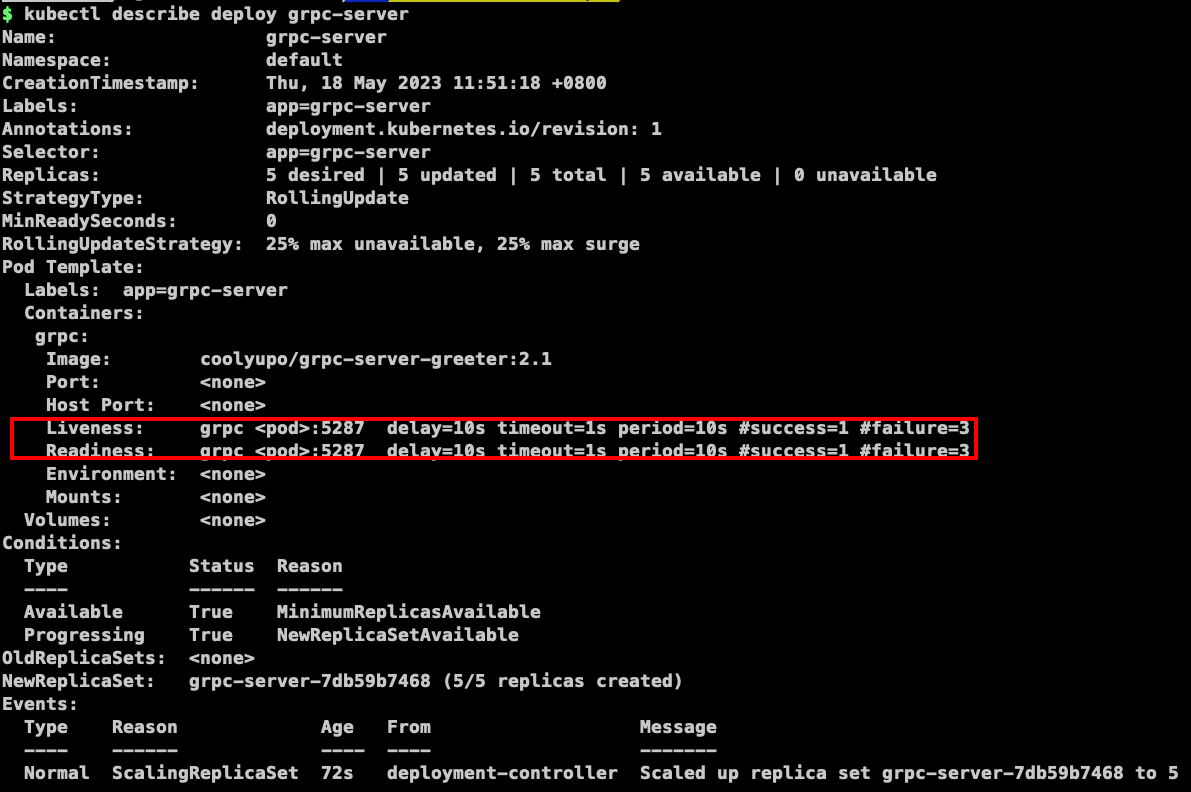 $ kubectl describe deploy grpc-server
Name:                   grpc-server
Namespace:              default
CreationTimestamp:      Thu, 18 May 2023 11:51:18 +0800
Labels:                 app=grpc-server
Annotations:            deployment.kubernetes.io/revision: 1
Selector:               app=grpc-server
Replicas:               5 desired | 5 updated | 5 total | 5 available | 0 unavailable
StrategyType:           RollingUpdate
MinReadySeconds:        0
RollingUpdateStrategy:  25% max unavailable, 25% max surge
Pod Template:
  Labels:  app=grpc-server
  Containers:
   grpc:
    Image:        coolyupo/grpc-server-greeter:2.1
    Port:         <none>
    Host Port:    <none>
    Liveness:     grpc <pod>:5287  delay=10s timeout=1s period=10s #success=1 #failure=3
    Readiness:    grpc <pod>:5287  delay=10s timeout=1s period=10s #success=1 #failure=3
    Environment:  <none>
    Mounts:       <none>
  Volumes:        <none>
Conditions:
  Type           Status  Reason
  ----           ------  ------
  Available      True    MinimumReplicasAvailable
  Progressing    True    NewReplicaSetAvailable
OldReplicaSets:  <none>
NewReplicaSet:   grpc-server-7db59b7468 (5/5 replicas created)
Events:
  Type    Reason             Age   From                   Message
  ----    ------             ----  ----                   -------
  Normal  ScalingReplicaSet  72s   deployment-controller  Scaled up replica set grpc-server-7db59b7468 to 5